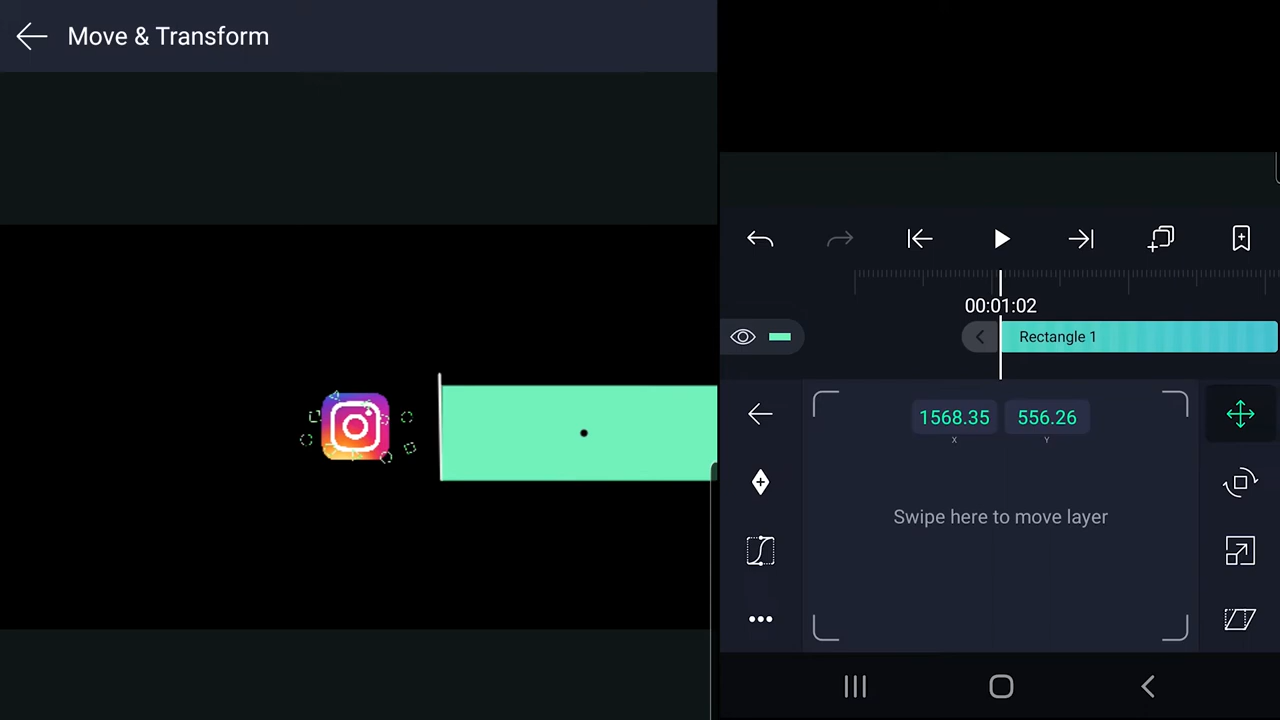 Move & Transform
00:01:02
Rectangle 1
1568.35 556.26
X Y
Swipe here to move layer